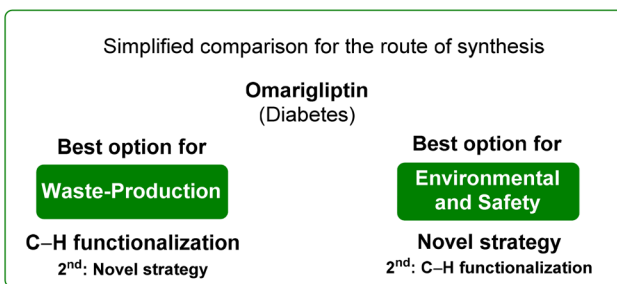 Simplified comparison for the route of synthesis
Omarigliptin
(Diabetes)
Best option for
Waste-Production
C–H functionalization
2nd: Novel strategy
Best option for
Environmental
and Safety
Novel strategy
2nd: C–H functionalization